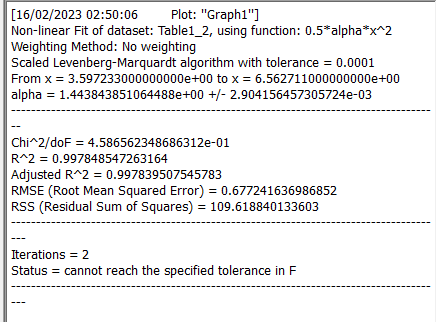 [16/02/2023 02:50:06 Plot: "Graph1"]
Non-linear Fit of dataset: Table1_2, using function: 0.5*alpha*x^2
Weighting Method: No weighting
Scaled Levenberg-Marquardt algorithm with tolerance = 0.0001
From x = 3.597233000000000e+00 to x = 6.562711000000000e+00
alpha = 1.443843851064488e+00 +/- 2.904156457305724e-03
---------------------------------------------------------------------------------------
--
Chi^2/doF = 4.586562348686312e-01
R^2 = 0.997848547263164
Adjusted R^2 = 0.997839507545783
RMSE (Root Mean Squared Error) = 0.677241636986852
RSS (Residual Sum of Squares) = 109.618840133603
---------------------------------------------------------------------------------------
---
Iterations = 2
Status = cannot reach the specified tolerance in F
---------------------------------------------------------------------------------------
---